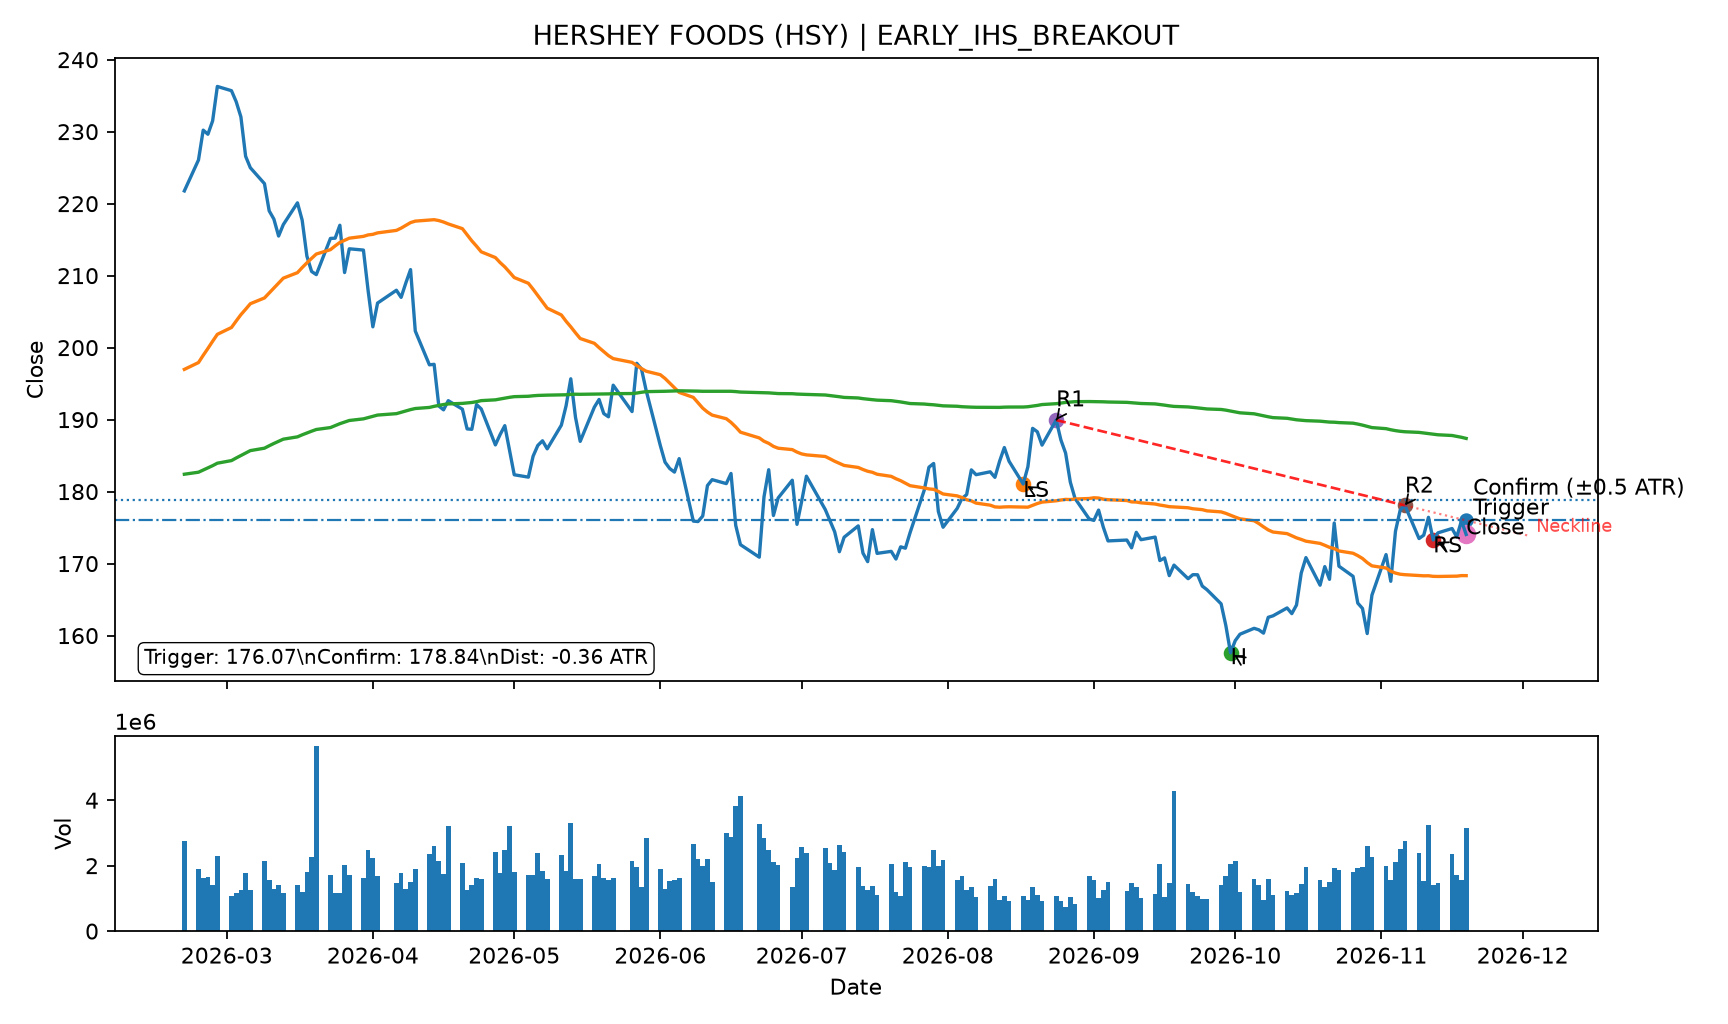 HERSHEY FOODS (HSY) | EARLY_IHS_BREAKOUT
240
230
220
210
200
190
180
170
160
Close
R1
LS
R2
Confirm (±0.5 ATR)
Trigger
Close
Neckline
RS
H
Trigger: 176.07\nConfirm: 178.84\nDist: -0.36 ATR
1e6
4
2
0
Vol
2026-03
2026-04
2026-05
2026-06
2026-07
2026-08
2026-09
2026-10
2026-11
2026-12
Date